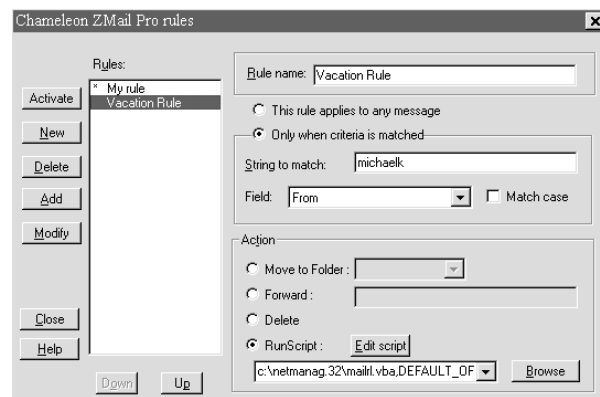 Chameleon ZMail Pro rules
Rules:
* My rule
Vacation Rule
Activate
New
Delete
Add
Modify
Close
Help
Down
Up
Rule name: Vacation Rule
This rule applies to any message
Only when criteria is matched
String to match: michaelk
Field: From
Match case
Action
Move to Folder :
Forward :
Delete
RunScript : Edit script
c:\netmanag.32\mailrl.vba,DEFAULT_OF
Browse